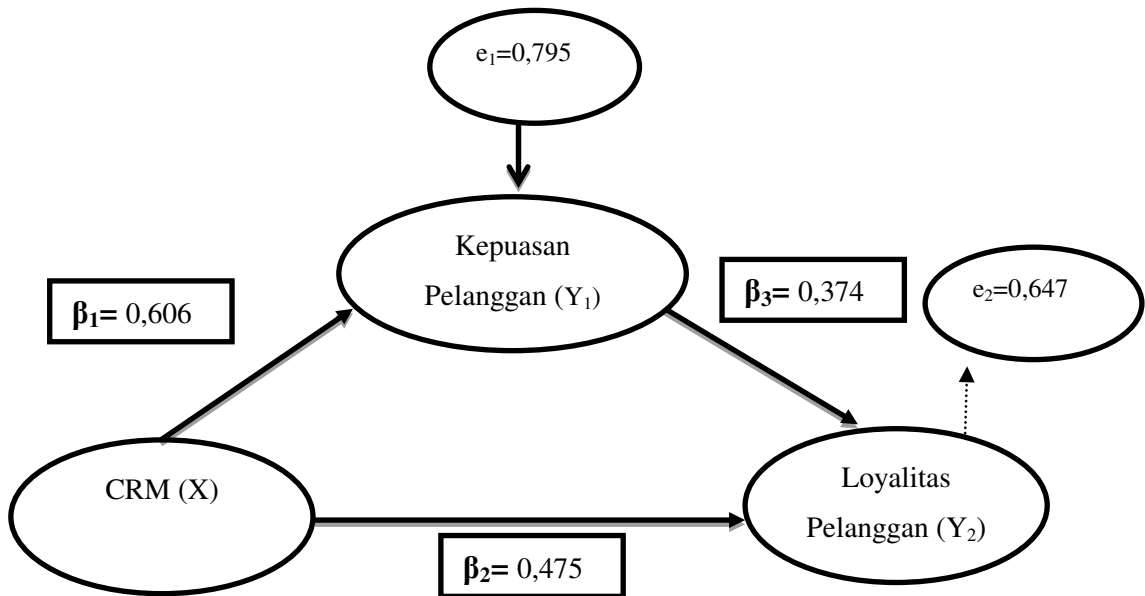 e₁=0,795
Kepuasan
Pelanggan (Y₁)
β₁= 0,606
β₃= 0,374
e₂=0,647
CRM (X)
Loyalitas
Pelanggan (Y₂)
β₂= 0,475